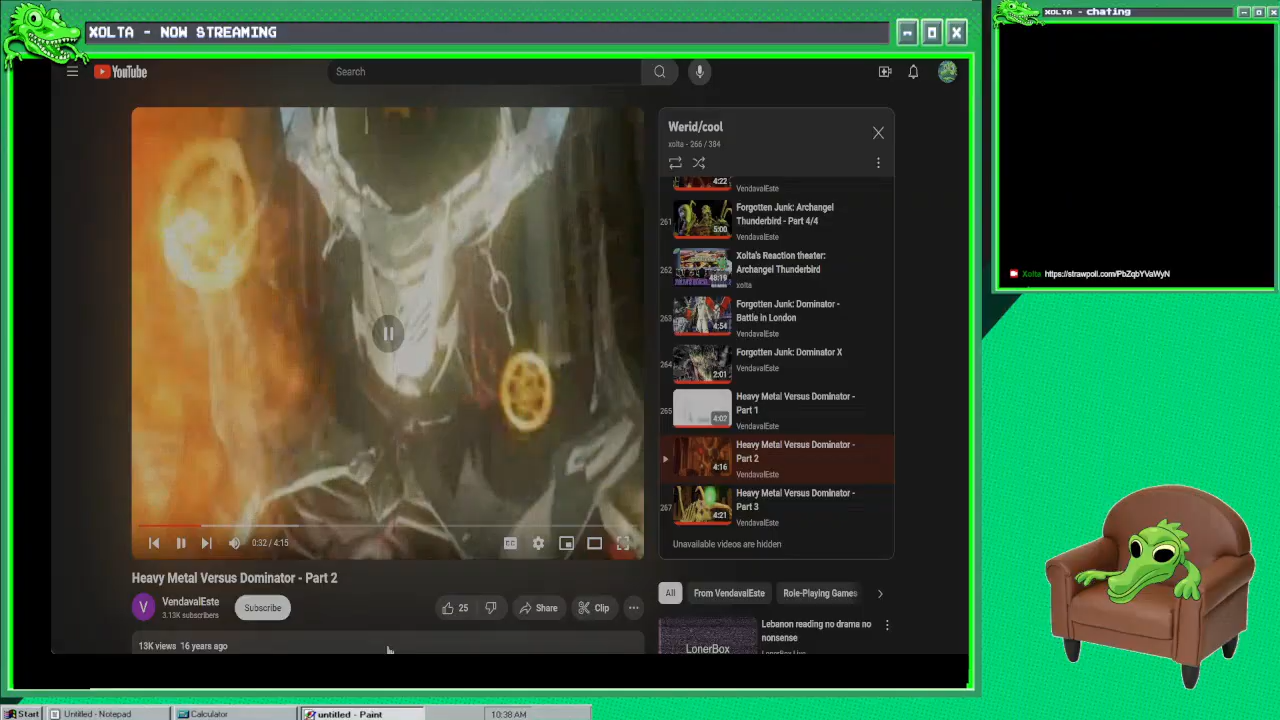 XOLTA - NOW STREAMING
XOLTA - chating
YouTube
Search
Werid/cool
xolta - 266 / 384
4:22
VendavalEste
261
Forgotten Junk: Archangel
Thunderbird - Part 4/4
5:00
VendavalEste
262
Xolta's Reaction theater:
Archangel Thunderbird
48:19
xolta
263
Forgotten Junk: Dominator -
Battle in London
4:54
VendavalEste
264
Forgotten Junk: Dominator X
2:01
VendavalEste
265
Heavy Metal Versus Dominator -
Part 1
4:02
VendavalEste
Heavy Metal Versus Dominator -
Part 2
4:16
VendavalEste
267
Heavy Metal Versus Dominator -
Part 3
4:21
VendavalEste
Unavailable videos are hidden
0:32 / 4:15
CC
Heavy Metal Versus Dominator - Part 2
V
VendavalEste
3.13K subscribers
Subscribe
25
Share
Clip
13K views 16 years ago
All
From VendavalEste
Role-Playing Games
Lebanon reading no drama no
nonsense
LonerBox
LonerBox Live
Xolta https://strawpoll.com/PbZqbYVaWyN
Start
Untitled - Notepad
Calculator
untitled - Paint
10:38 AM